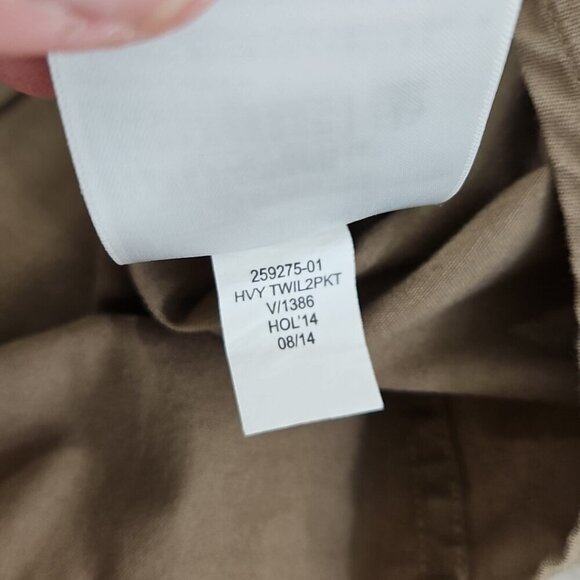 259275-01
HVY TWIL2PKT
V/1386
HOL'14
08/14